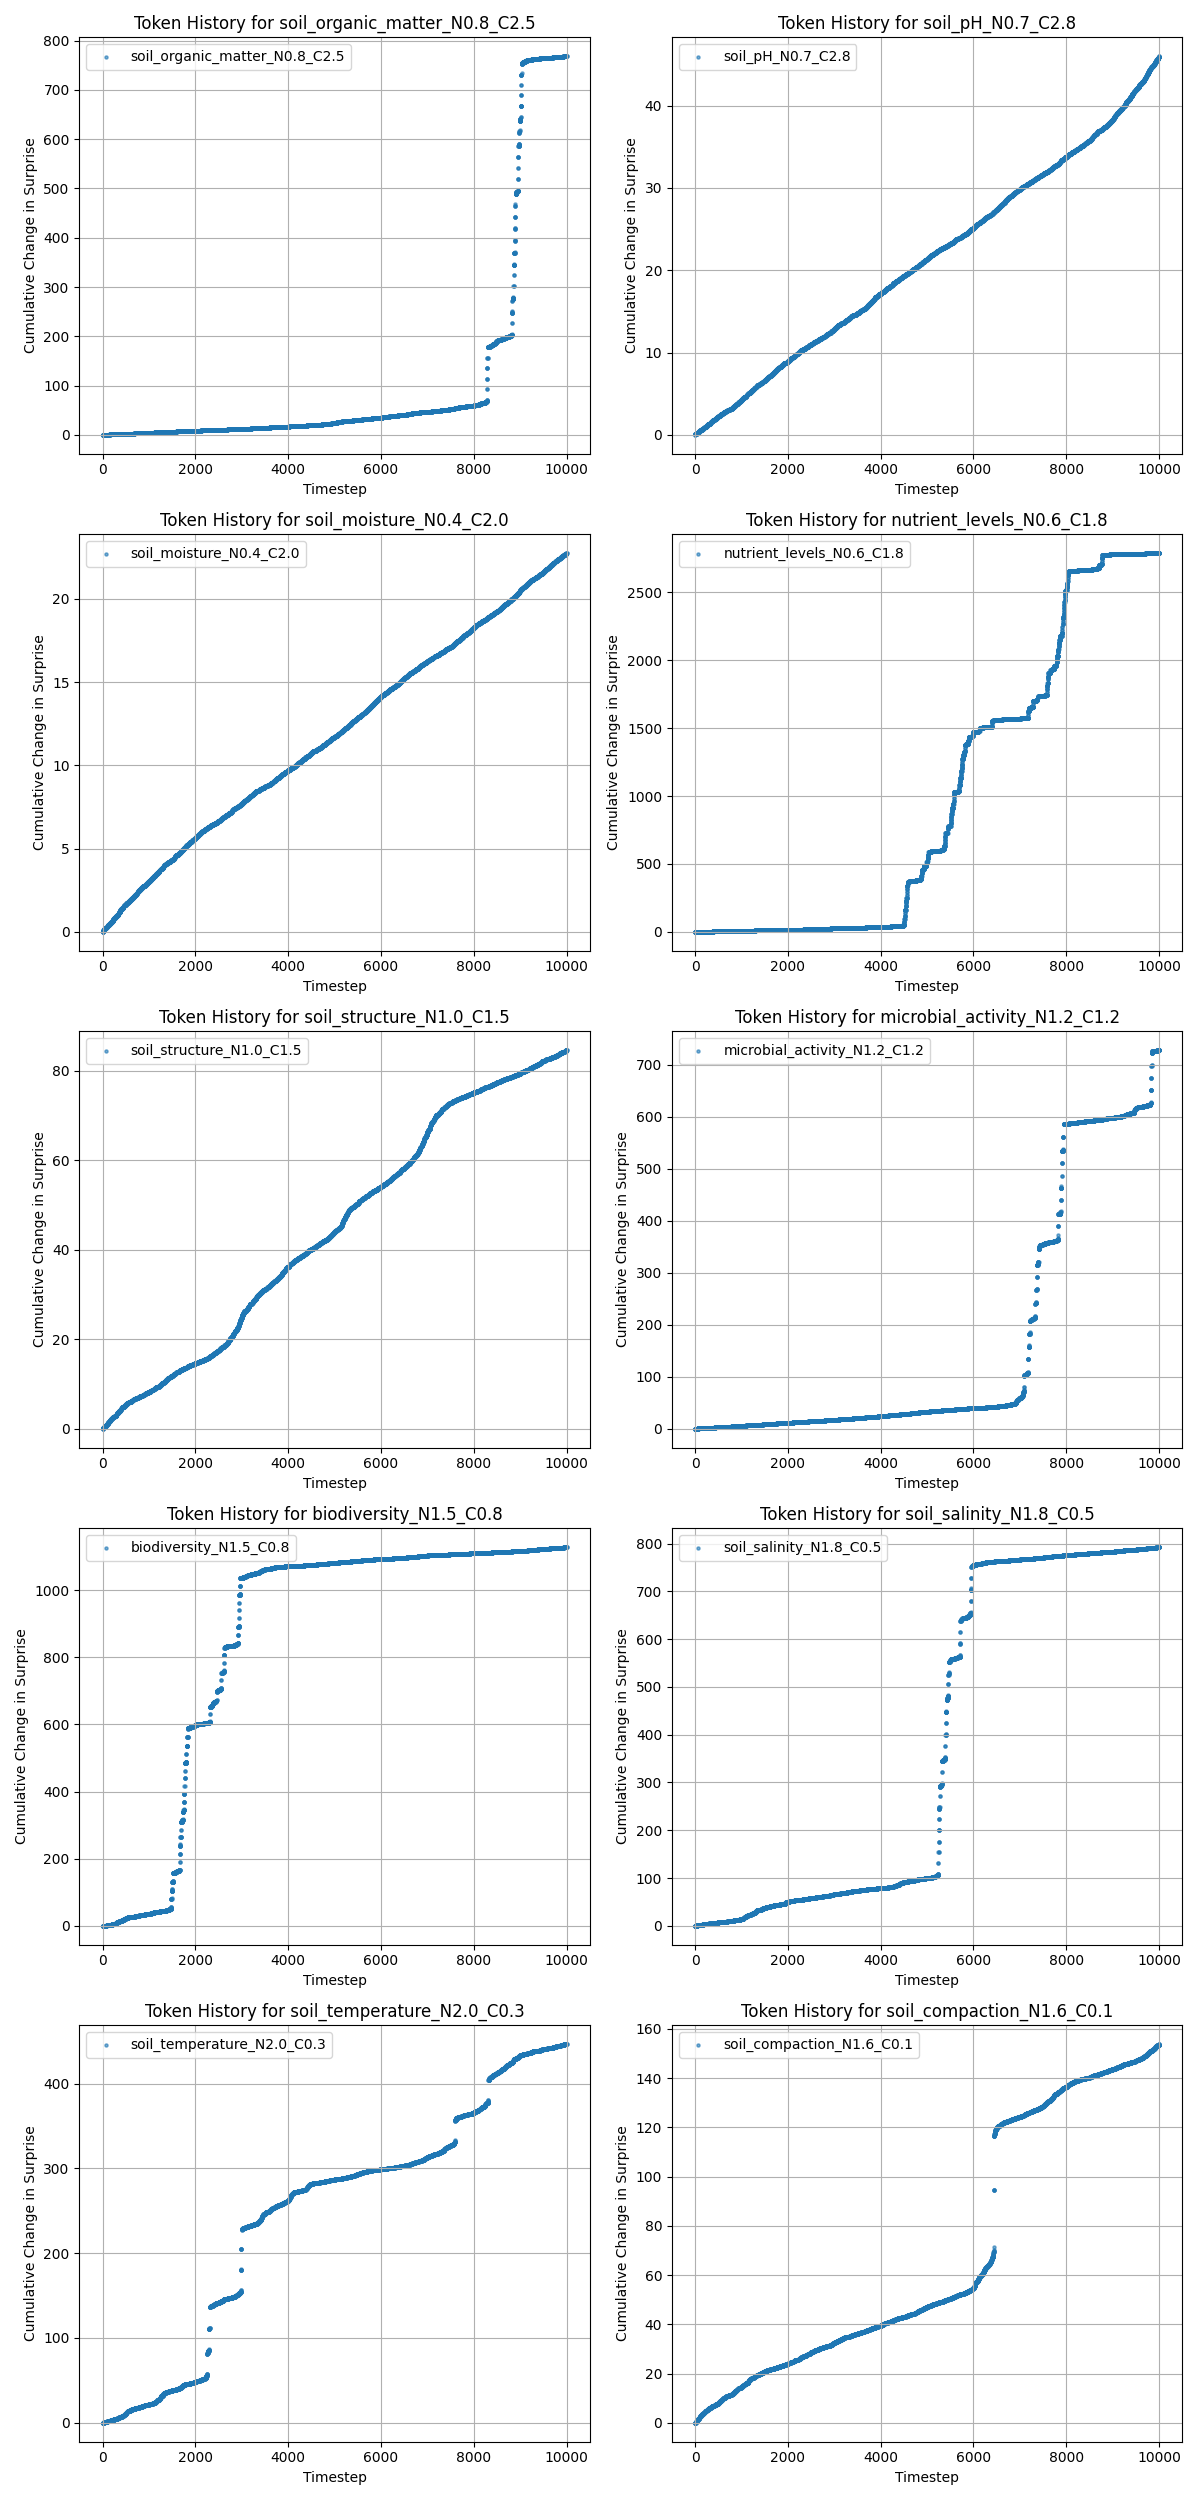 Token History for soil_organic_matter_N0.8_C2.5
soil_organic_matter_N0.8_C2.5
Cumulative Change in Surprise
800
700
600
500
400
300
200
100
0
0 2000 4000 6000 8000 10000
Timestep
Token History for soil_pH_N0.7_C2.8
soil_pH_N0.7_C2.8
Cumulative Change in Surprise
40
30
20
10
0
0 2000 4000 6000 8000 10000
Timestep
Token History for soil_moisture_N0.4_C2.0
soil_moisture_N0.4_C2.0
Cumulative Change in Surprise
20
15
10
5
0
0 2000 4000 6000 8000 10000
Timestep
Token History for nutrient_levels_N0.6_C1.8
nutrient_levels_N0.6_C1.8
Cumulative Change in Surprise
2500
2000
1500
1000
500
0
0 2000 4000 6000 8000 10000
Timestep
Token History for soil_structure_N1.0_C1.5
soil_structure_N1.0_C1.5
Cumulative Change in Surprise
80
60
40
20
0
0 2000 4000 6000 8000 10000
Timestep
Token History for microbial_activity_N1.2_C1.2
microbial_activity_N1.2_C1.2
Cumulative Change in Surprise
700
600
500
400
300
200
100
0
0 2000 4000 6000 8000 10000
Timestep
Token History for biodiversity_N1.5_C0.8
biodiversity_N1.5_C0.8
Cumulative Change in Surprise
1000
800
600
400
200
0
0 2000 4000 6000 8000 10000
Timestep
Token History for soil_salinity_N1.8_C0.5
soil_salinity_N1.8_C0.5
Cumulative Change in Surprise
800
700
600
500
400
300
200
100
0
0 2000 4000 6000 8000 10000
Timestep
Token History for soil_temperature_N2.0_C0.3
soil_temperature_N2.0_C0.3
Cumulative Change in Surprise
400
300
200
100
0
0 2000 4000 6000 8000 10000
Timestep
Token History for soil_compaction_N1.6_C0.1
soil_compaction_N1.6_C0.1
Cumulative Change in Surprise
160
140
120
100
80
60
40
20
0
0 2000 4000 6000 8000 10000
Timestep